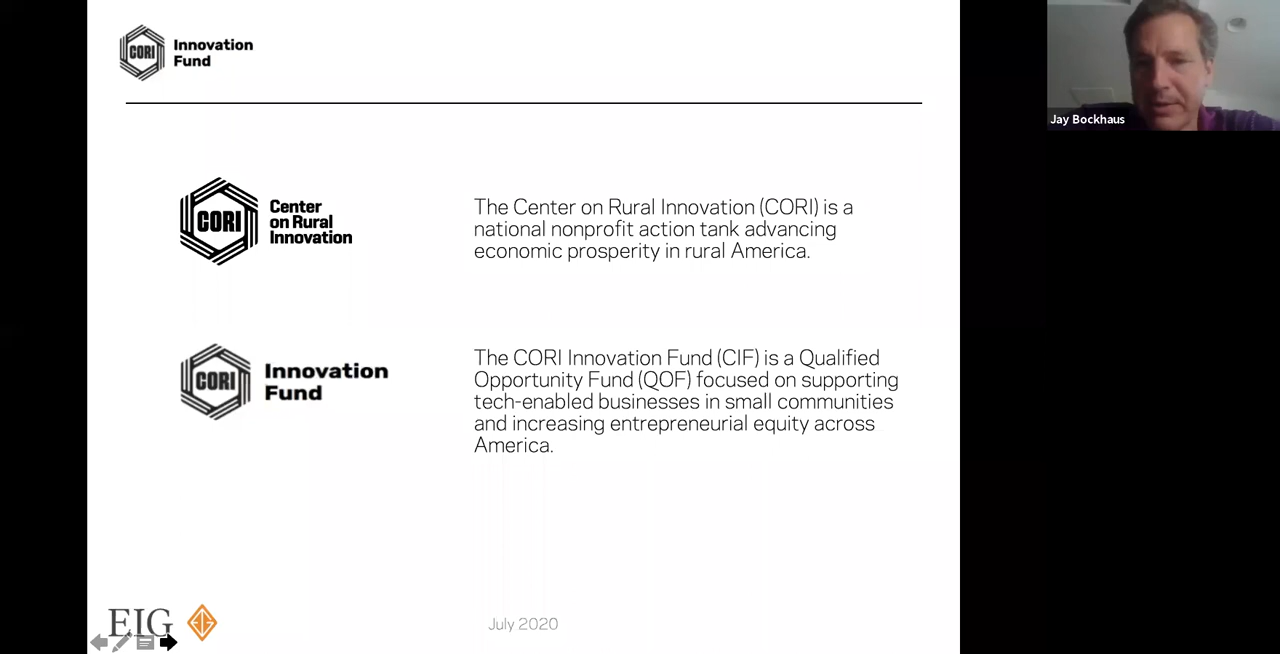 CORI
Innovation
Fund
Jay Bockhaus
CORI
Center
on Rural
Innovation
The Center on Rural Innovation (CORI) is a
national nonprofit action tank advancing
economic prosperity in rural America.
CORI
Innovation
Fund
The CORI Innovation Fund (CIF) is a Qualified
Opportunity Fund (QOF) focused on supporting
tech-enabled businesses in small communities
and increasing entrepreneurial equity across
America.
EIG
EIG
July 2020